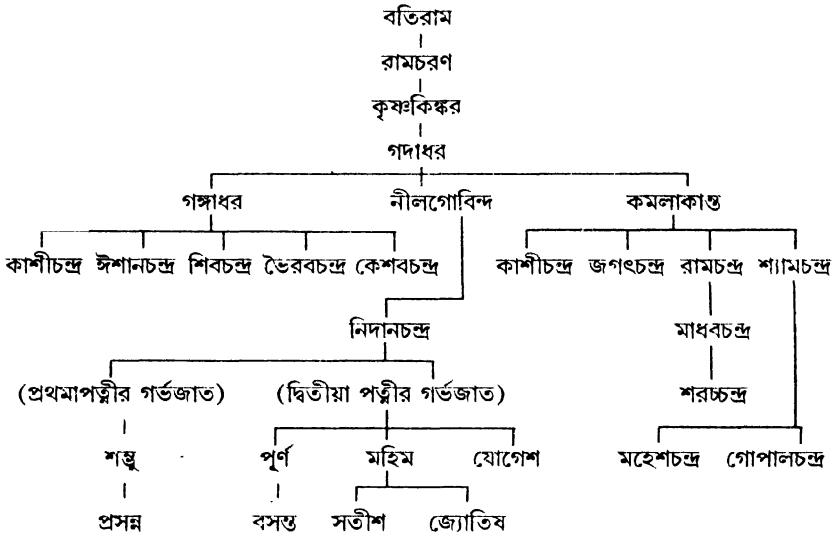 বতিরাম
রামচরণ
কৃষ্ণকিঙ্কর
গদাধর
গঙ্গাধর নীলগোবিন্দ কমলাকান্ত
কাশীচন্দ্র ঈশানচন্দ্র শিবচন্দ্র ভৈরবচন্দ্র কেশবচন্দ্র কাশীচন্দ্র জগৎচন্দ্র রামচন্দ্র শ্যামচন্দ্র
নিদানচন্দ্র মাধবচন্দ্র
(প্রথমাপত্নীর গর্ভজাত) (দ্বিতীয়া পত্নীর গর্ভজাত) শরচ্চন্দ্র
শম্ভু পূর্ণ মহিম যোগেশ মহেশচন্দ্র গোপালচন্দ্র
প্রসন্ন বসন্ত সতীশ জ্যোতিষ